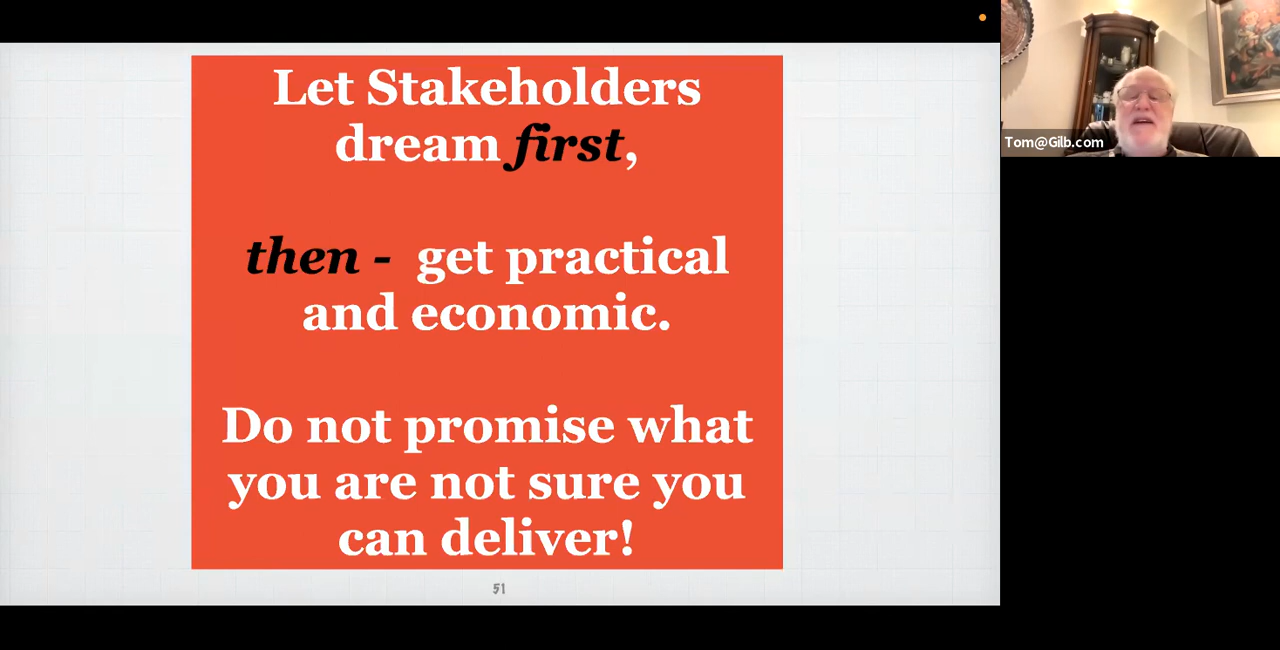 Let Stakeholders
dream first,
then - get practical
and economic.
Do not promise what
you are not sure you
can deliver!
51
Tom@Gilb.com